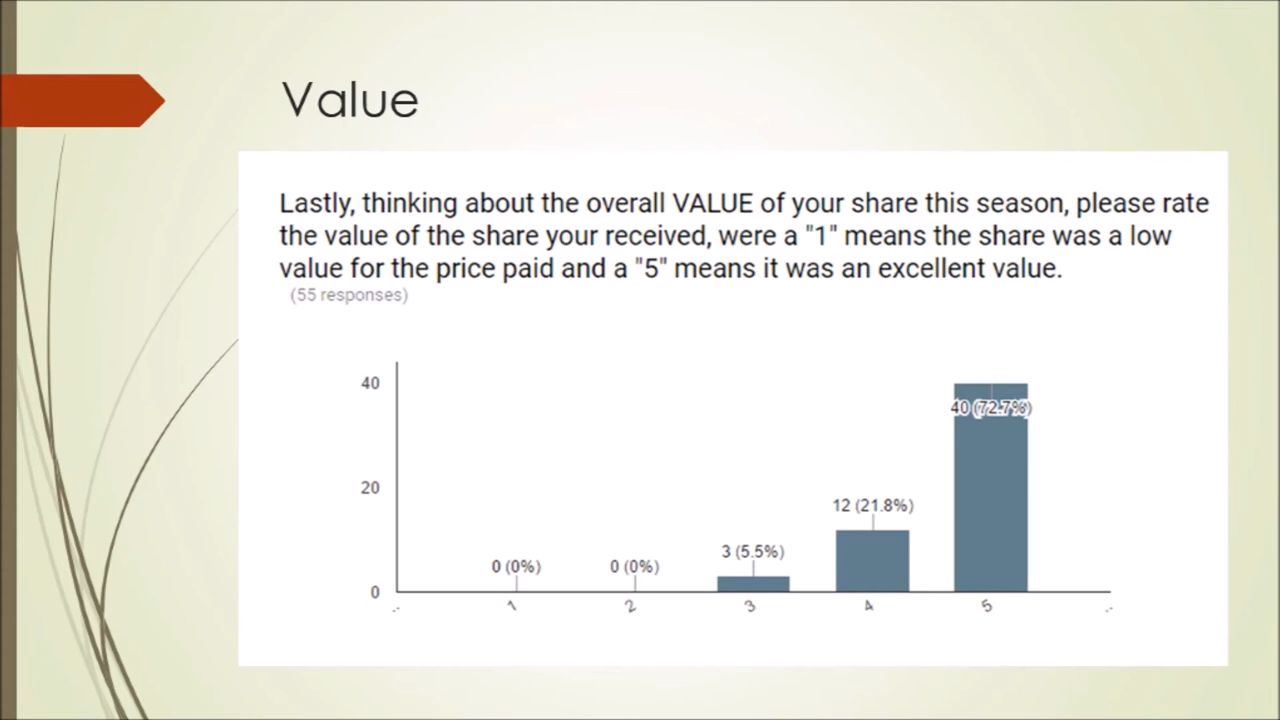 Value
Lastly, thinking about the overall VALUE of your share this season, please rate
the value of the share your received, were a "1" means the share was a low
value for the price paid and a "5" means it was an excellent value.
(55 responses)
40
40 (72.7%)
20
12 (21.8%)
3 (5.5%)
0 (0%) 0 (0%)
0
.. 1 2 3 4 5 ..